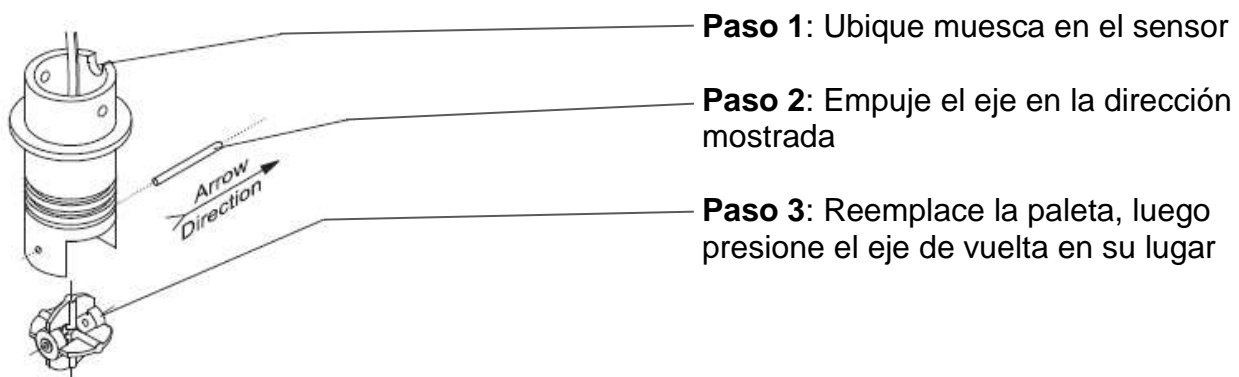 Paso 1: Ubique muesca en el sensor
Paso 2: Empuje el eje en la dirección
mostrada
Arrow
Direction
Paso 3: Reemplace la paleta, luego
presione el eje de vuelta en su lugar